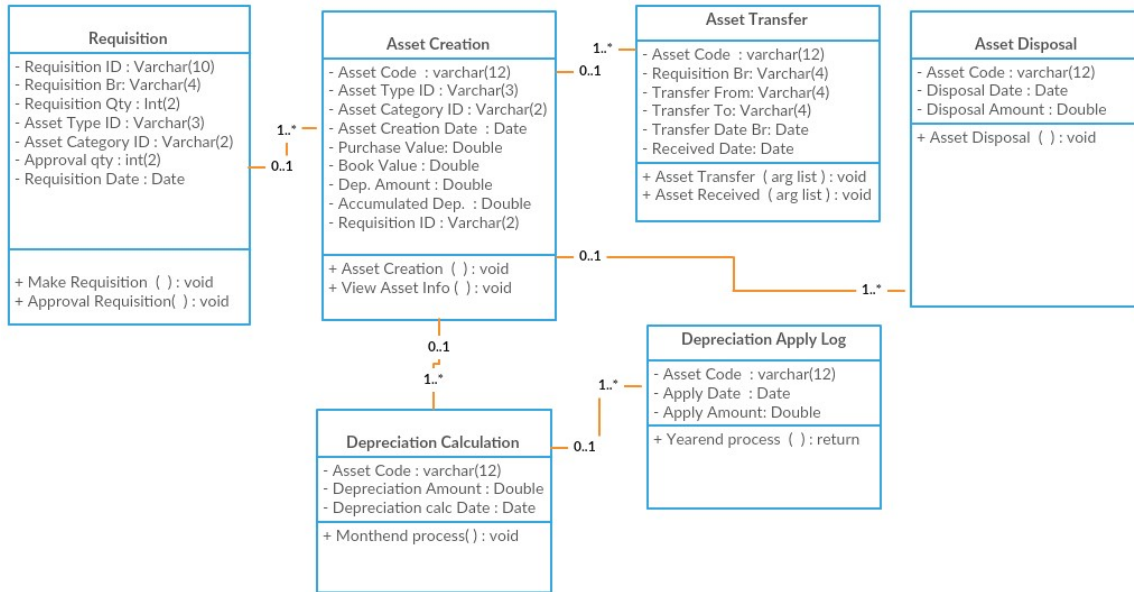 Requisition
- Requisition ID : Varchar(10)
- Requisition Br: Varchar(4)
- Requisition Qty : Int(2)
- Asset Type ID : Varchar(3)
- Asset Category ID : Varchar(2)
- Approval qty : int(2)
- Requisition Date : Date
+ Make Requisition ( ) : void
+ Approval Requisition( ) : void
1..*
0..1
Asset Creation
- Asset Code : varchar(12)
- Asset Type ID : Varchar(3)
- Asset Category ID : Varchar(2)
- Asset Creation Date : Date
- Purchase Value: Double
- Book Value : Double
- Dep. Amount : Double
- Accumulated Dep. : Double
- Requisition ID : Varchar(2)
+ Asset Creation ( ) : void
+ View Asset Info ( ) : void
1..*
0..1
Asset Transfer
- Asset Code : varchar(12)
- Requisition Br: Varchar(4)
- Transfer From: Varchar(4)
- Transfer To: Varchar(4)
- Transfer Date Br: Date
- Received Date: Date
+ Asset Transfer ( arg list ) : void
+ Asset Received ( arg list ) : void
Asset Disposal
- Asset Code : varchar(12)
- Disposal Date : Date
- Disposal Amount : Double
+ Asset Disposal ( ) : void
0..1
1..*
0..1
1..*
Depreciation Calculation
- Asset Code : varchar(12)
- Depreciation Amount : Double
- Depreciation calc Date : Date
+ Monthend process( ) : void
1..*
0..1
Depreciation Apply Log
- Asset Code : varchar(12)
- Apply Date : Date
- Apply Amount: Double
+ Yearend process ( ) : return